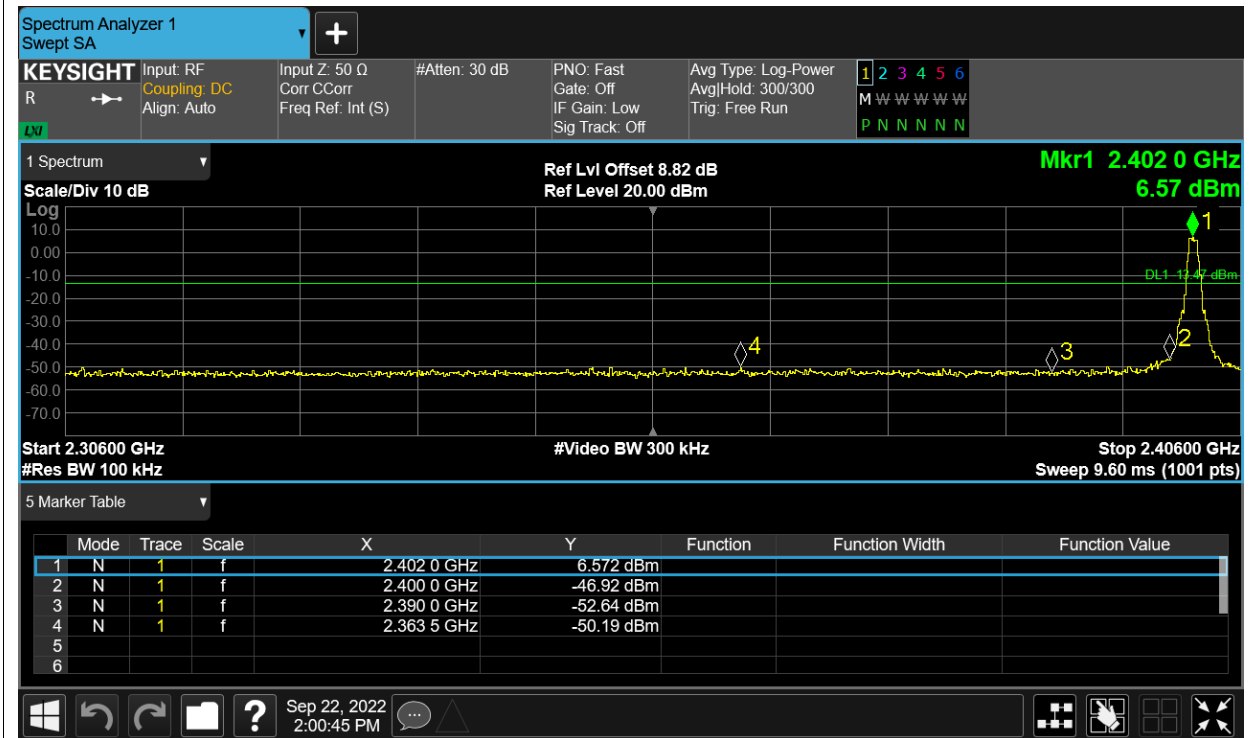 Spectrum Analyzer 1
Swept SA
+
KEYSIGHT Input: RF Input Z: 50 Ω #Atten: 30 dB PNO: Fast Avg Type: Log-Power 1 2 3 4 5 6
R Coupling: DC Corr CCorr Gate: Off Avg|Hold: 300/300 M W W W W W
Align: Auto Freq Ref: Int (S) IF Gain: Low Trig: Free Run
LXI Sig Track: Off P N N N N N
1 Spectrum
Ref Lvl Offset 8.82 dB Mkr1 2.402 0 GHz
Scale/Div 10 dB Ref Level 20.00 dBm 6.57 dBm
Log
10.0
0.00
-10.0
-20.0
-30.0
-40.0
-50.0
-60.0
-70.0
1
DL1 -13.47 dBm
2
3
4
Start 2.30600 GHz #Video BW 300 kHz Stop 2.40600 GHz
#Res BW 100 kHz Sweep 9.60 ms (1001 pts)
5 Marker Table
Mode Trace Scale X Y Function Function Width Function Value
1 N 1 f 2.402 0 GHz 6.572 dBm
2 N 1 f 2.400 0 GHz -46.92 dBm
3 N 1 f 2.390 0 GHz -52.64 dBm
4 N 1 f 2.363 5 GHz -50.19 dBm
5
6
? Sep 22, 2022
2:00:45 PM